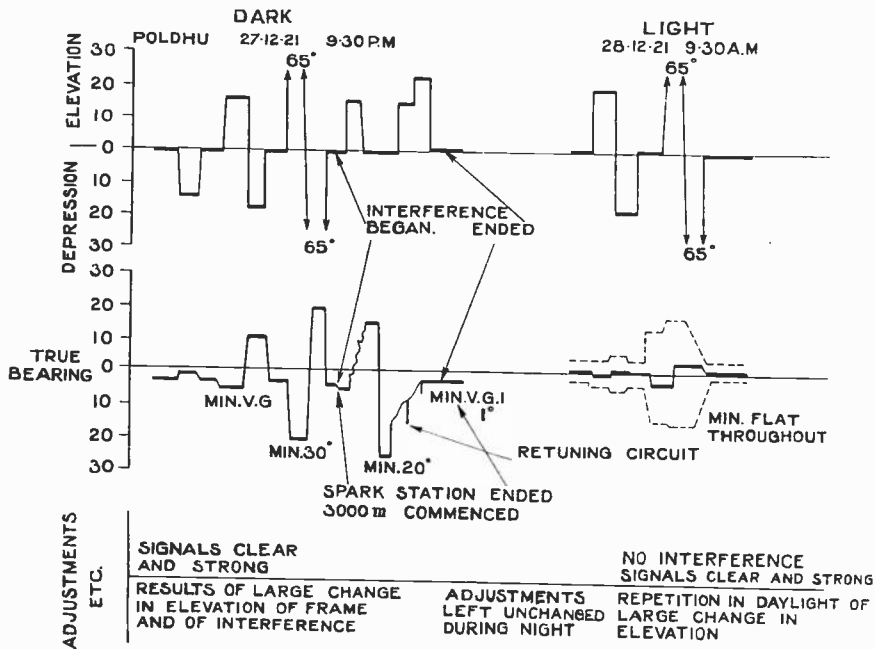 DARK
POLDHU 27-12-21 9-30 P.M
65°
LIGHT
28-12-21 9-30 A.M
65°
ELEVATION
DEPRESSION
30
20
10
0
10
20
30
INTERFERENCE
BEGAN. ENDED
65°
65°
TRUE
BEARING
30
20
10
0
10
20
30
MIN.V.G
MIN.30°
MIN.20°
MIN.V.G.I
1°
RETUNING CIRCUIT
SPARK STATION ENDED
3000 m COMMENCED
MIN. FLAT
THROUGHOUT
ADJUSTMENTS
ETC.
SIGNALS CLEAR
AND STRONG
NO INTERFERENCE
SIGNALS CLEAR AND STRONG
RESULTS OF LARGE CHANGE
IN ELEVATION OF FRAME
AND OF INTERFERENCE
ADJUSTMENTS
LEFT UNCHANGED
DURING NIGHT
REPETITION IN DAYLIGHT OF
LARGE CHANGE IN
ELEVATION